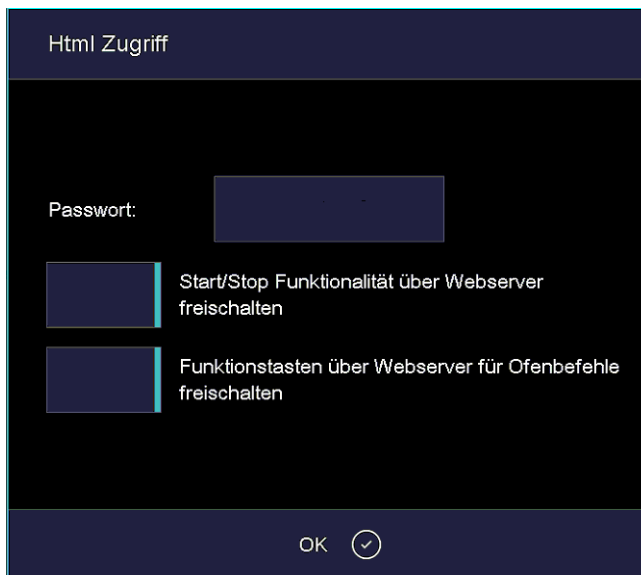 Html Zugriff
Passwort:
Start/Stop Funktionalität über Webserver
freischalten
Funktionstasten über Webserver für Ofenbefehle
freischalten
OK